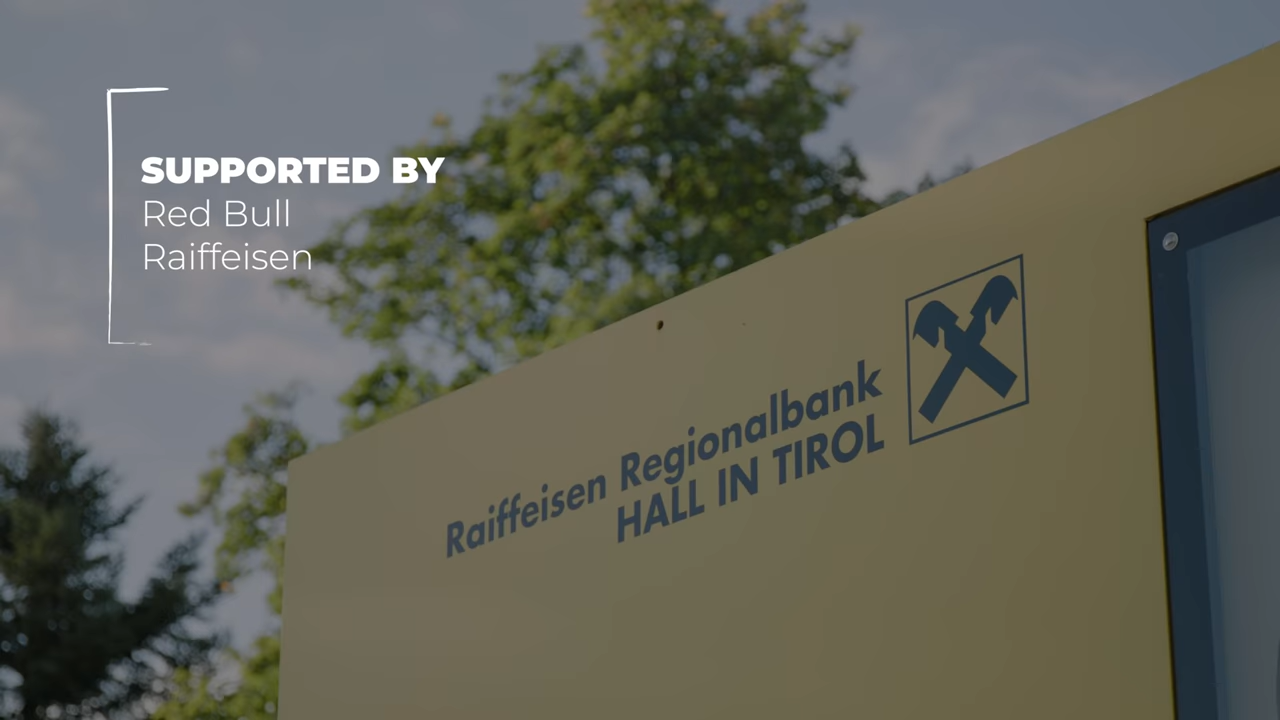 SUPPORTED BY
Red Bull
Raiffeisen
Raiffeisen Regionalbank
HALL IN TIROL